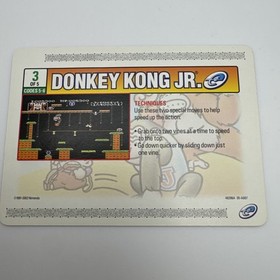 3
OF 5
CODES 5-6
DONKEY KONG JR.
e
TECHNIQUES
Use these two special moves to help
speed up the action.
• Grab onto two vines at a time to speed
to the top.
• Go down quicker by sliding down just
one vine.